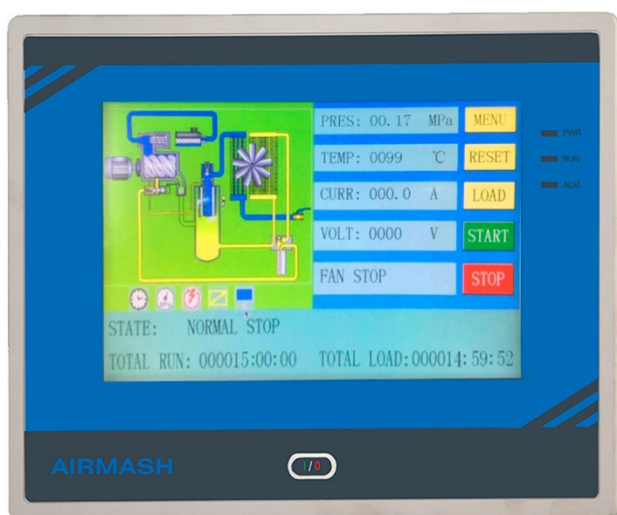 PRES: 00.17 MPa MENU
PWR
TEMP: 0099 ℃ RESET
RUN
CURR: 000.0 A LOAD
ALM
VOLT: 0000 V START
FAN STOP STOP
STATE: NORMAL STOP
TOTAL RUN: 000015:00:00 TOTAL LOAD:000014:59:52
AIRMASH
I/O